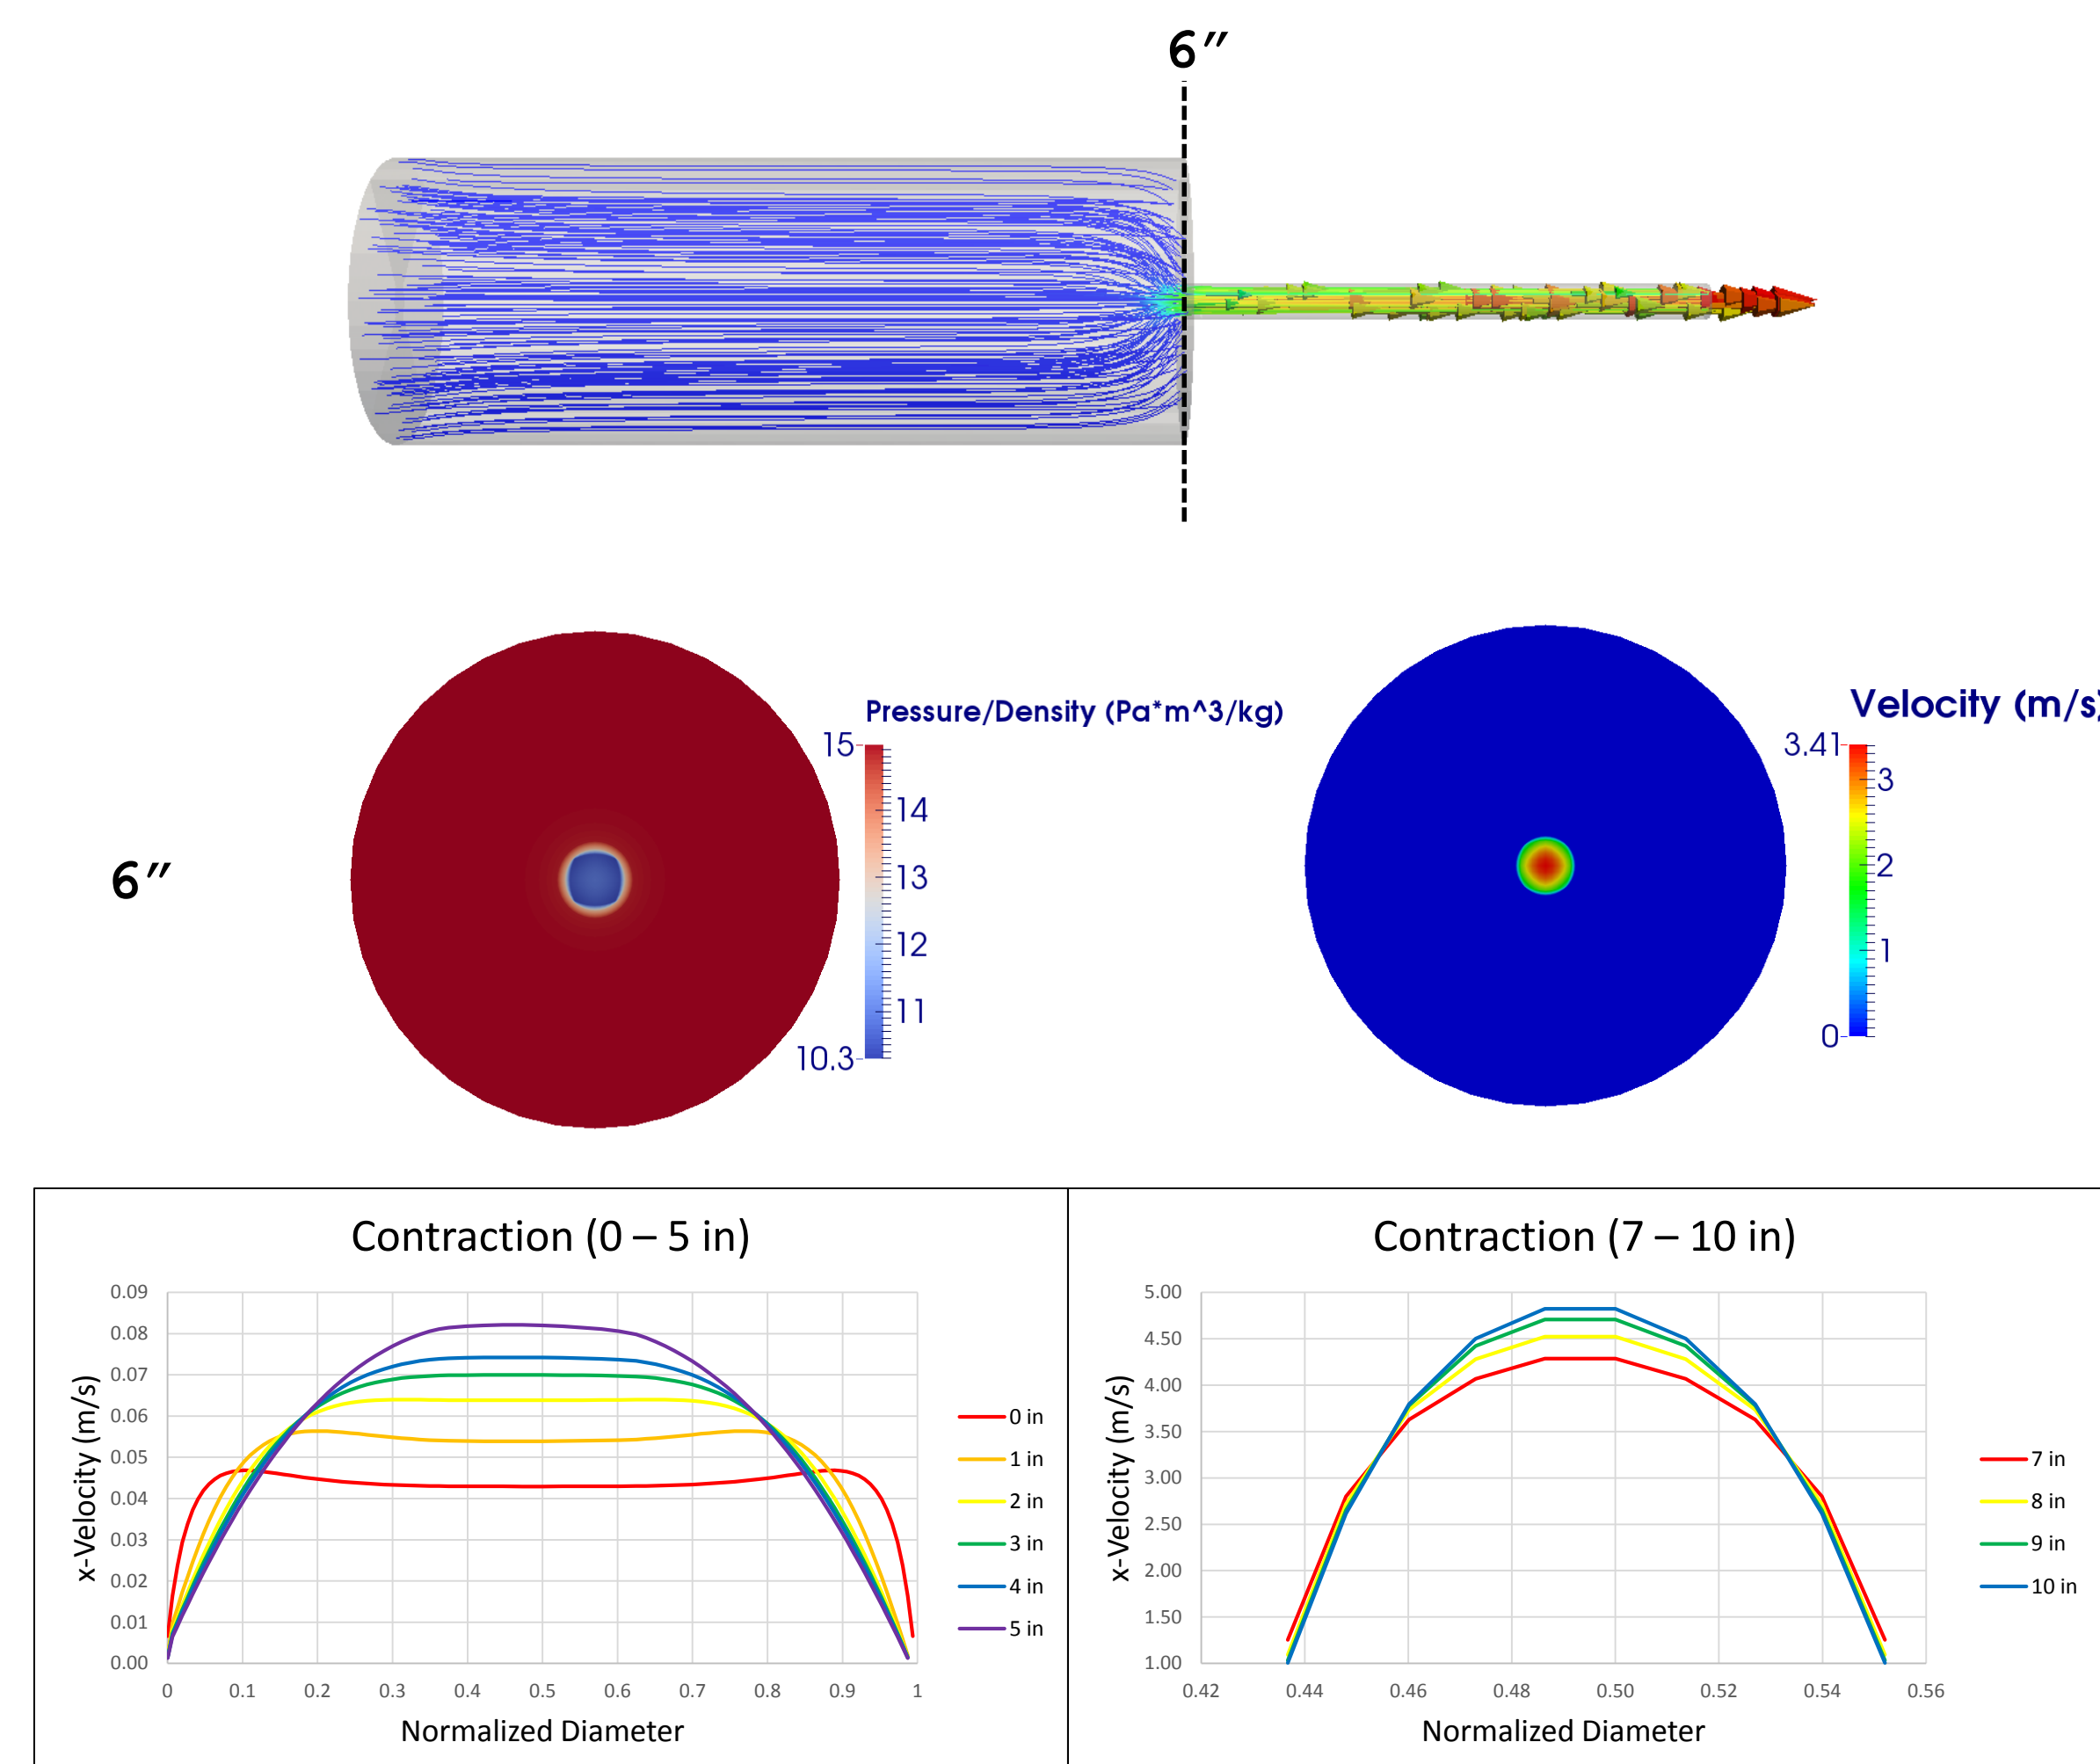 6″
Pressure/Density (Pa*m^3/kg)
15
14
13
12
11
10.3
Velocity (m/s)
3.41
3
2
1
0
6″
Contraction (0 – 5 in)
0.09
0.08
0.07
0.06
0.05
0.04
0.03
0.02
0.01
0.00
x-Velocity (m/s)
0 0.1 0.2 0.3 0.4 0.5 0.6 0.7 0.8 0.9 1
Normalized Diameter
0 in
1 in
2 in
3 in
4 in
5 in
Contraction (7 – 10 in)
5.00
4.50
4.00
3.50
3.00
2.50
2.00
1.50
1.00
x-Velocity (m/s)
0.42 0.44 0.46 0.48 0.50 0.52 0.54 0.56
Normalized Diameter
7 in
8 in
9 in
10 in